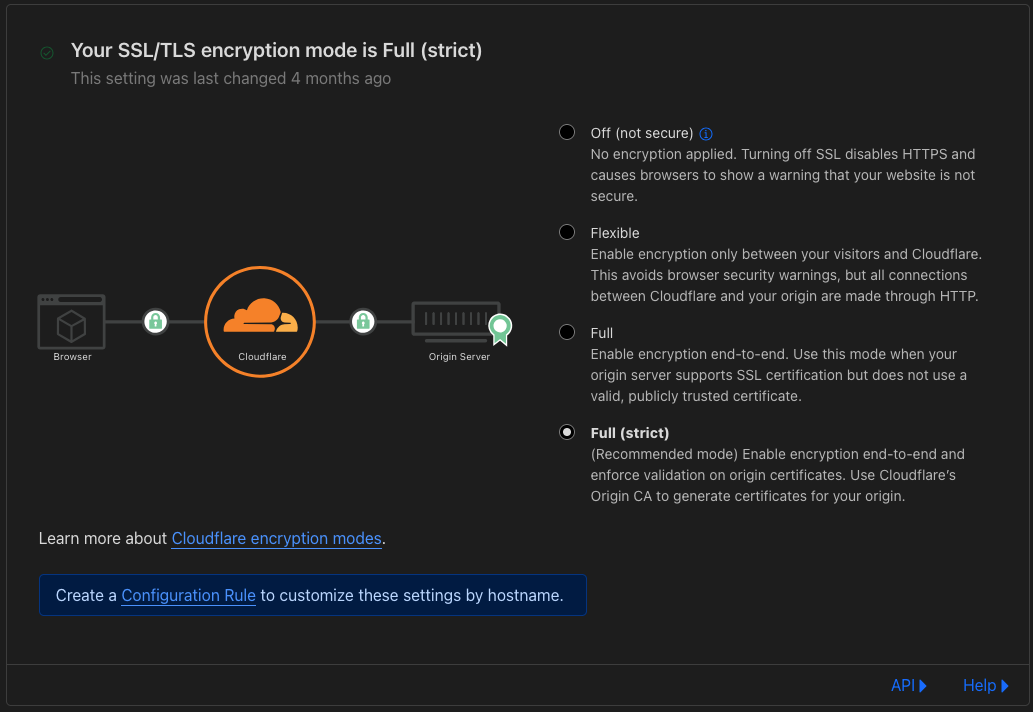 Your SSL/TLS encryption mode is Full (strict)
This setting was last changed 4 months ago
Browser
Cloudflare
Origin Server
Off (not secure)
No encryption applied. Turning off SSL disables HTTPS and
causes browsers to show a warning that your website is not
secure.
Flexible
Enable encryption only between your visitors and Cloudflare.
This avoids browser security warnings, but all connections
between Cloudflare and your origin are made through HTTP.
Full
Enable encryption end-to-end. Use this mode when your
origin server supports SSL certification but does not use a
valid, publicly trusted certificate.
Full (strict)
(Recommended mode) Enable encryption end-to-end and
enforce validation on origin certificates. Use Cloudflare’s
Origin CA to generate certificates for your origin.
Learn more about Cloudflare encryption modes.
Create a Configuration Rule to customize these settings by hostname.
API
Help